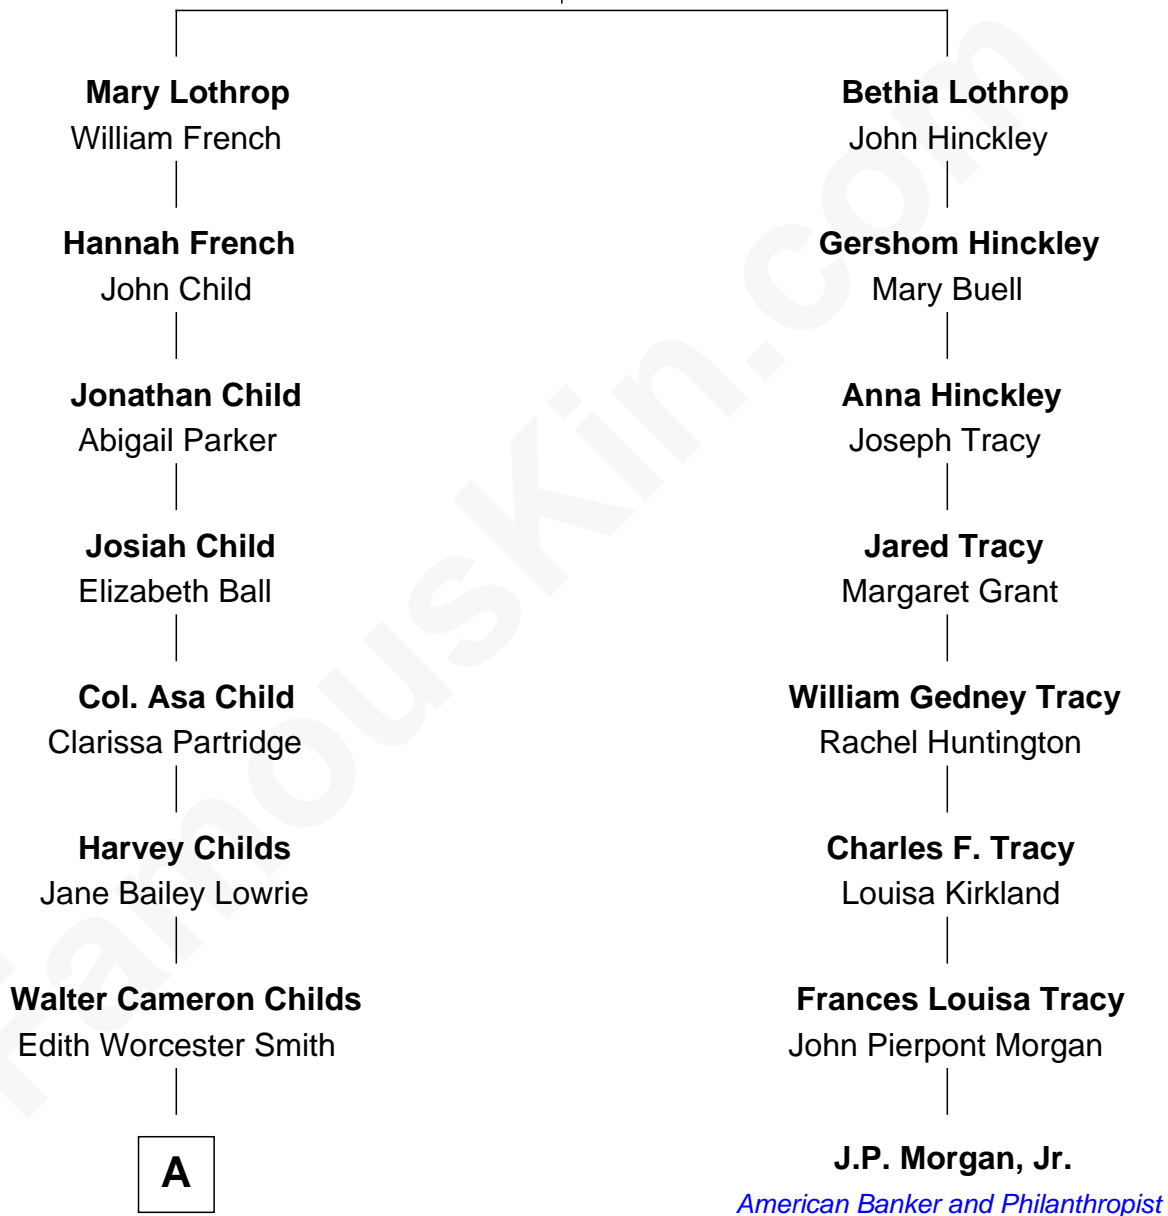 Mary Lothrop
William French
Bethia Lothrop
John Hinckley
Hannah French
John Child
Gershom Hinckley
Mary Buell
Jonathan Child
Abigail Parker
Anna Hinckley
Joseph Tracy
Josiah Child
Elizabeth Ball
Jared Tracy
Margaret Grant
Col. Asa Child
Clarissa Partridge
William Gedney Tracy
Rachel Huntington
Harvey Childs
Jane Bailey Lowrie
Charles F. Tracy
Louisa Kirkland
Walter Cameron Childs
Edith Worcester Smith
Frances Louisa Tracy
John Pierpont Morgan
A
J.P. Morgan, Jr.
American Banker and Philanthropist
FamousKin.com